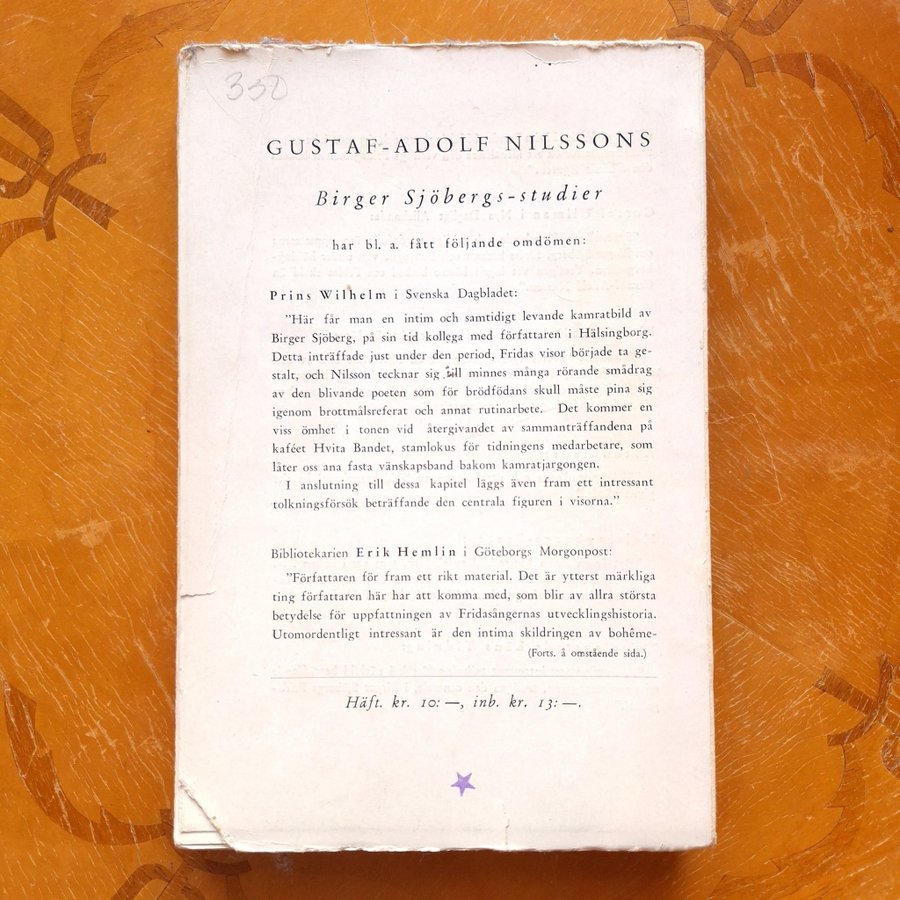 350
GUSTAF-ADOLF NILSSONS
Birger Sjöbergs-studier
har bl. a. fått följande omdömen:
Prins Wilhelm i Svenska Dagbladet:
"Här får man en intim och samtidigt levande kamratbild av
Birger Sjöberg, på sin tid kollega med författaren i Hälsingborg.
Detta inträffade just under den period, Fridas visor började ta ge-
stalt, och Nilsson tecknar sig till minnes många rörande smådrag
av den blivande poeten som för brödfödans skull måste pina sig
igenom brottmålsreferat och annat rutinarbete. Det kommer en
viss ömhet i tonen vid återgivandet av sammanträffandena på
kaféet Hvita Bandet, stamlokus för tidningens medarbetare, som
låter oss ana fasta vänskapsband bakom kamratjargongen.
I anslutning till dessa kapitel läggs även fram ett intressant
tolkningsförsök beträffande den centrala figuren i visorna."
Bibliotekarien Erik Hemlin i Göteborgs Morgonpost:
"Författaren för fram ett rikt material. Det är ytterst märkliga
ting författaren här har att komma med, som blir av allra största
betydelse för uppfattningen av Fridasångernas utvecklingshistoria.
Utomordentligt intressant är den intima skildringen av bohême-
(Forts. å omstående sida.)
Häft. kr. 10: —, inb. kr. 13: —.